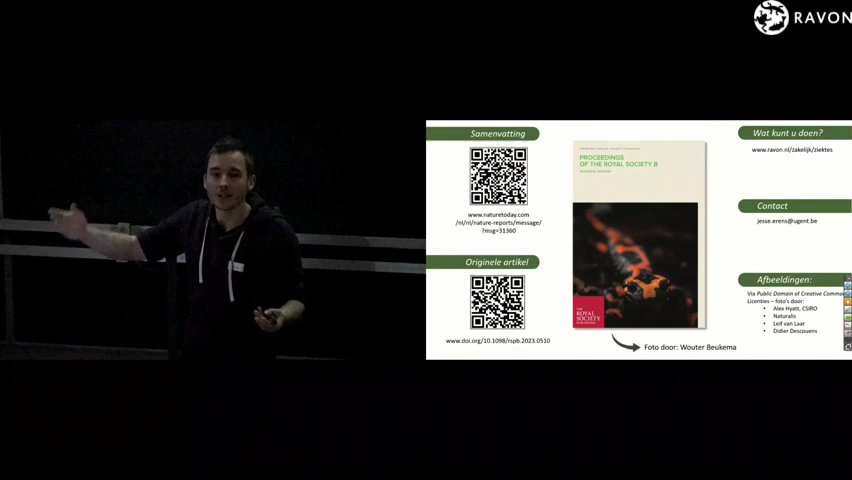 RAVON
Samenvatting
www.naturetoday.com
/nl/nl/nature-reports/message/
?msg=31360
Originele artikel
www.doi.org/10.1098/rspb.2023.0510
PROCEEDINGS
OF THE ROYAL SOCIETY B
THE
ROYAL
SOCIETY
PUBLISHING
Foto door: Wouter Beukema
Wat kunt u doen?
www.ravon.nl/zakelijk/ziektes
Contact
jesse.erens@ugent.be
Afbeeldingen:
Via Public Domain of Creative Commo
Licenties – foto's door:
• Alex Hyatt, CSIRO
• Naturalis
• Leif van Laar
• Didier Descouens